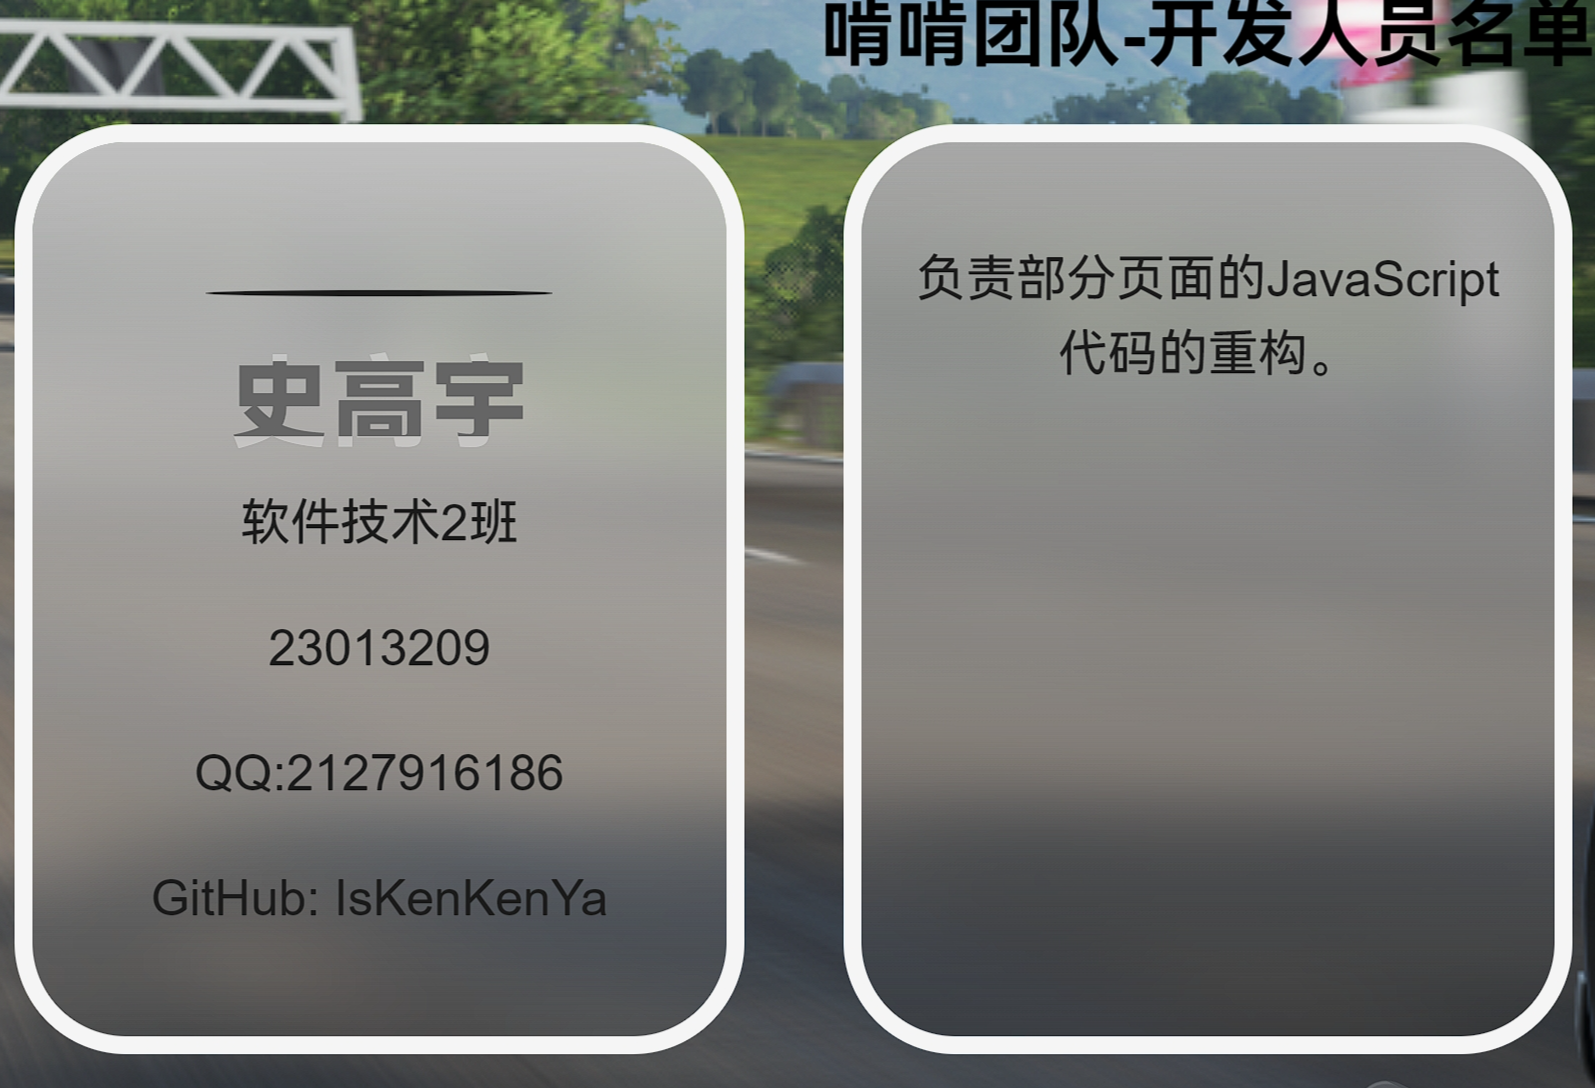 啃啃团队-开发人员名单
史高宇
软件技术2班
23013209
QQ:2127916186
GitHub: IsKenKenYa
负责部分页面的JavaScript
代码的重构。